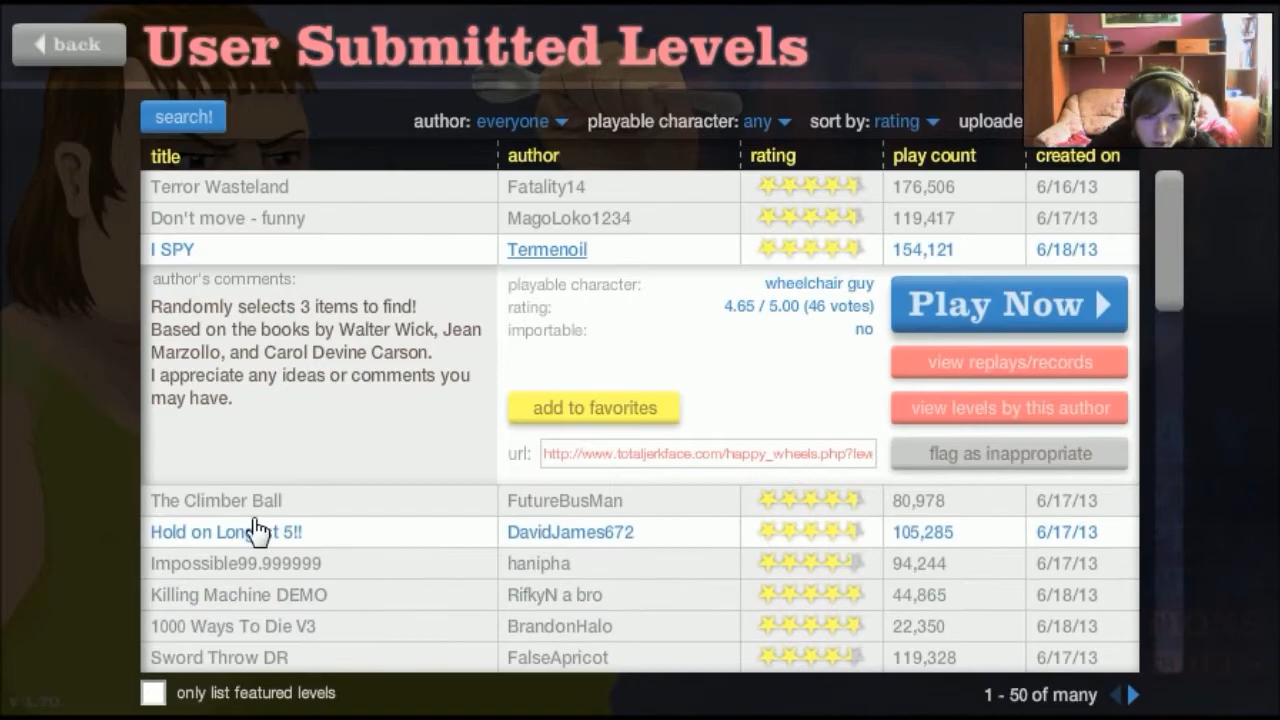 back
User Submitted Levels
search!
author: everyone playable character: any sort by: rating uploade
title author rating play count created on
Terror Wasteland Fatality14 176,506 6/16/13
Don't move - funny MagoLoko1234 119,417 6/17/13
I SPY Termenoil 154,121 6/18/13
author's comments:
Randomly selects 3 items to find!
Based on the books by Walter Wick, Jean
Marzollo, and Carol Devine Carson.
I appreciate any ideas or comments you
may have.
playable character: wheelchair guy
rating: 4.65 / 5.00 (46 votes)
importable: no
add to favorites
url: http://www.totaljerkface.com/happy_wheels.php?lev
Play Now
view replays/records
view levels by this author
flag as inappropriate
The Climber Ball FutureBusMan 80,978 6/17/13
Hold on Long t 5!! DavidJames672 105,285 6/17/13
Impossible99.999999 hanipha 94,244 6/17/13
Killing Machine DEMO RifkyN a bro 44,865 6/18/13
1000 Ways To Die V3 BrandonHalo 22,350 6/18/13
Sword Throw DR FalseApricot 119,328 6/17/13
only list featured levels
1 - 50 of many
v 1.70